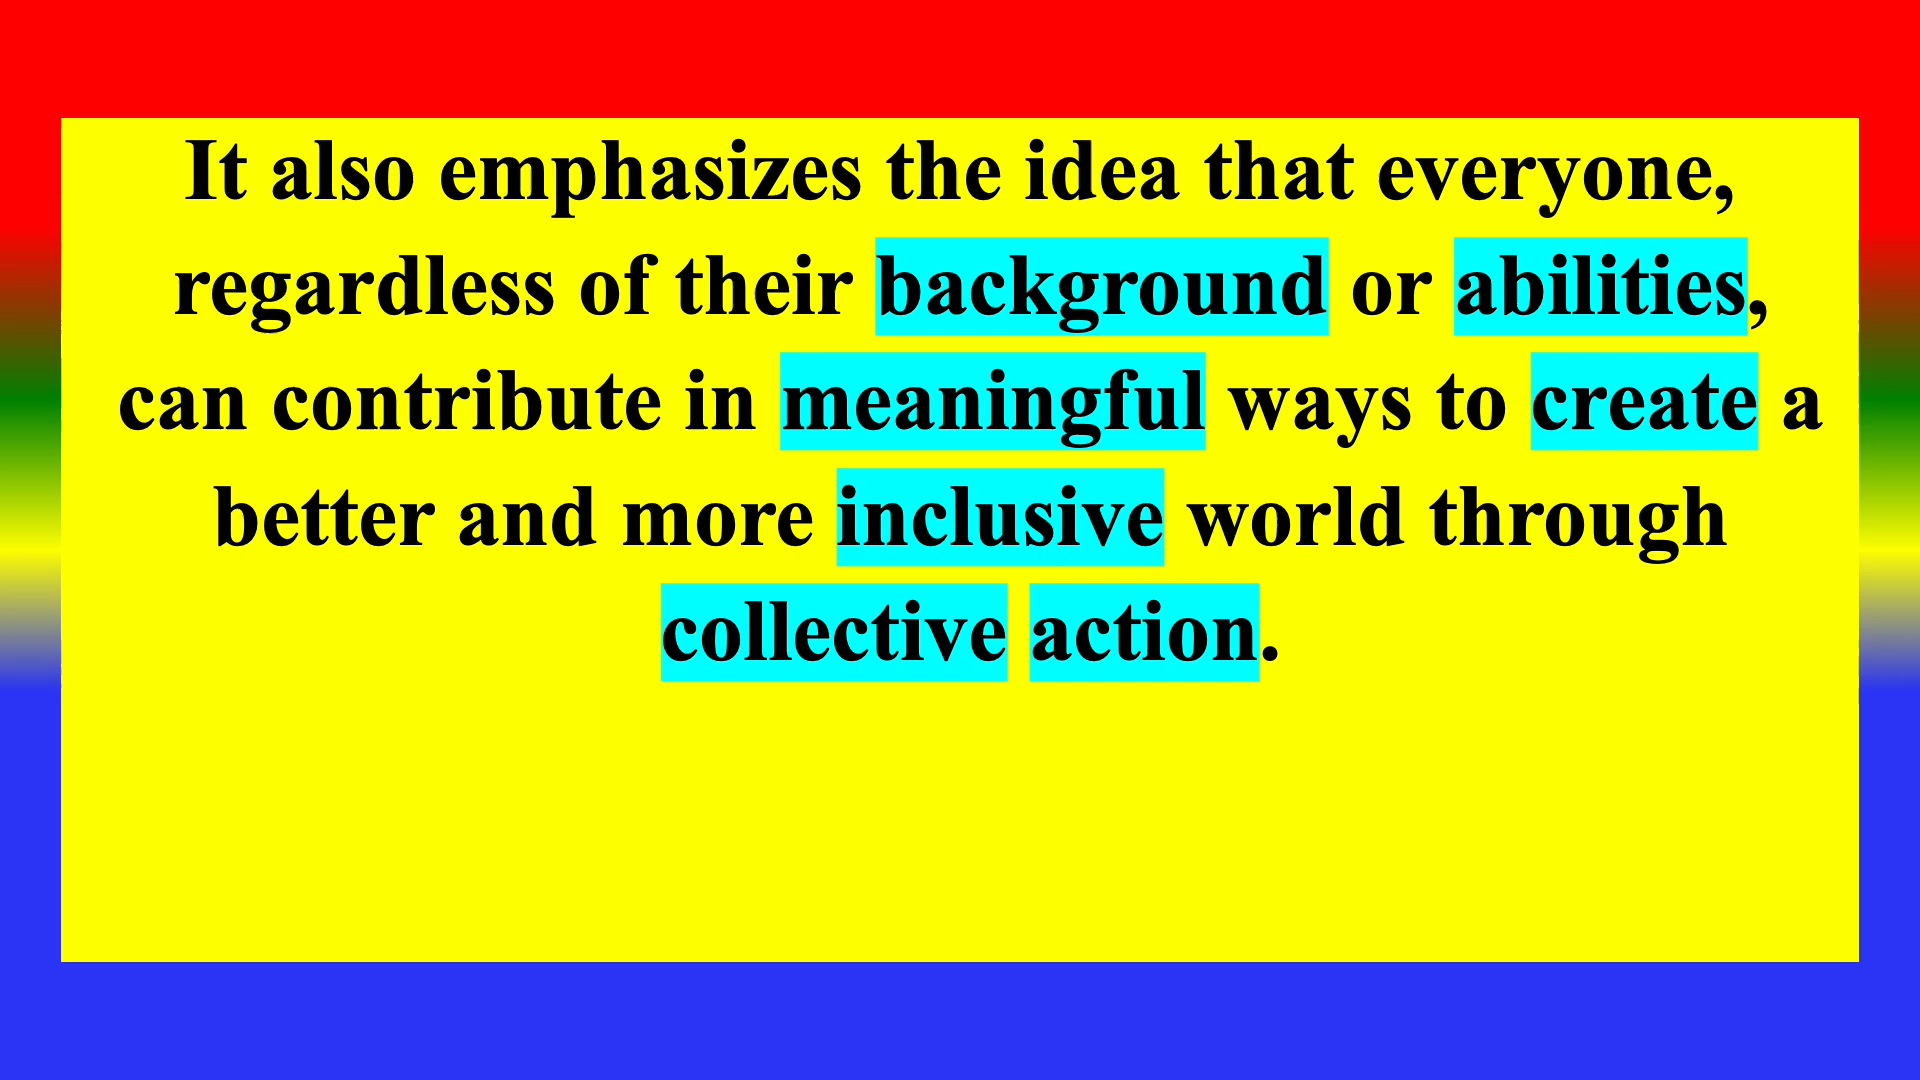 It also emphasizes the idea that everyone,
regardless of their background or abilities,
can contribute in meaningful ways to create a
better and more inclusive world through
collective action.